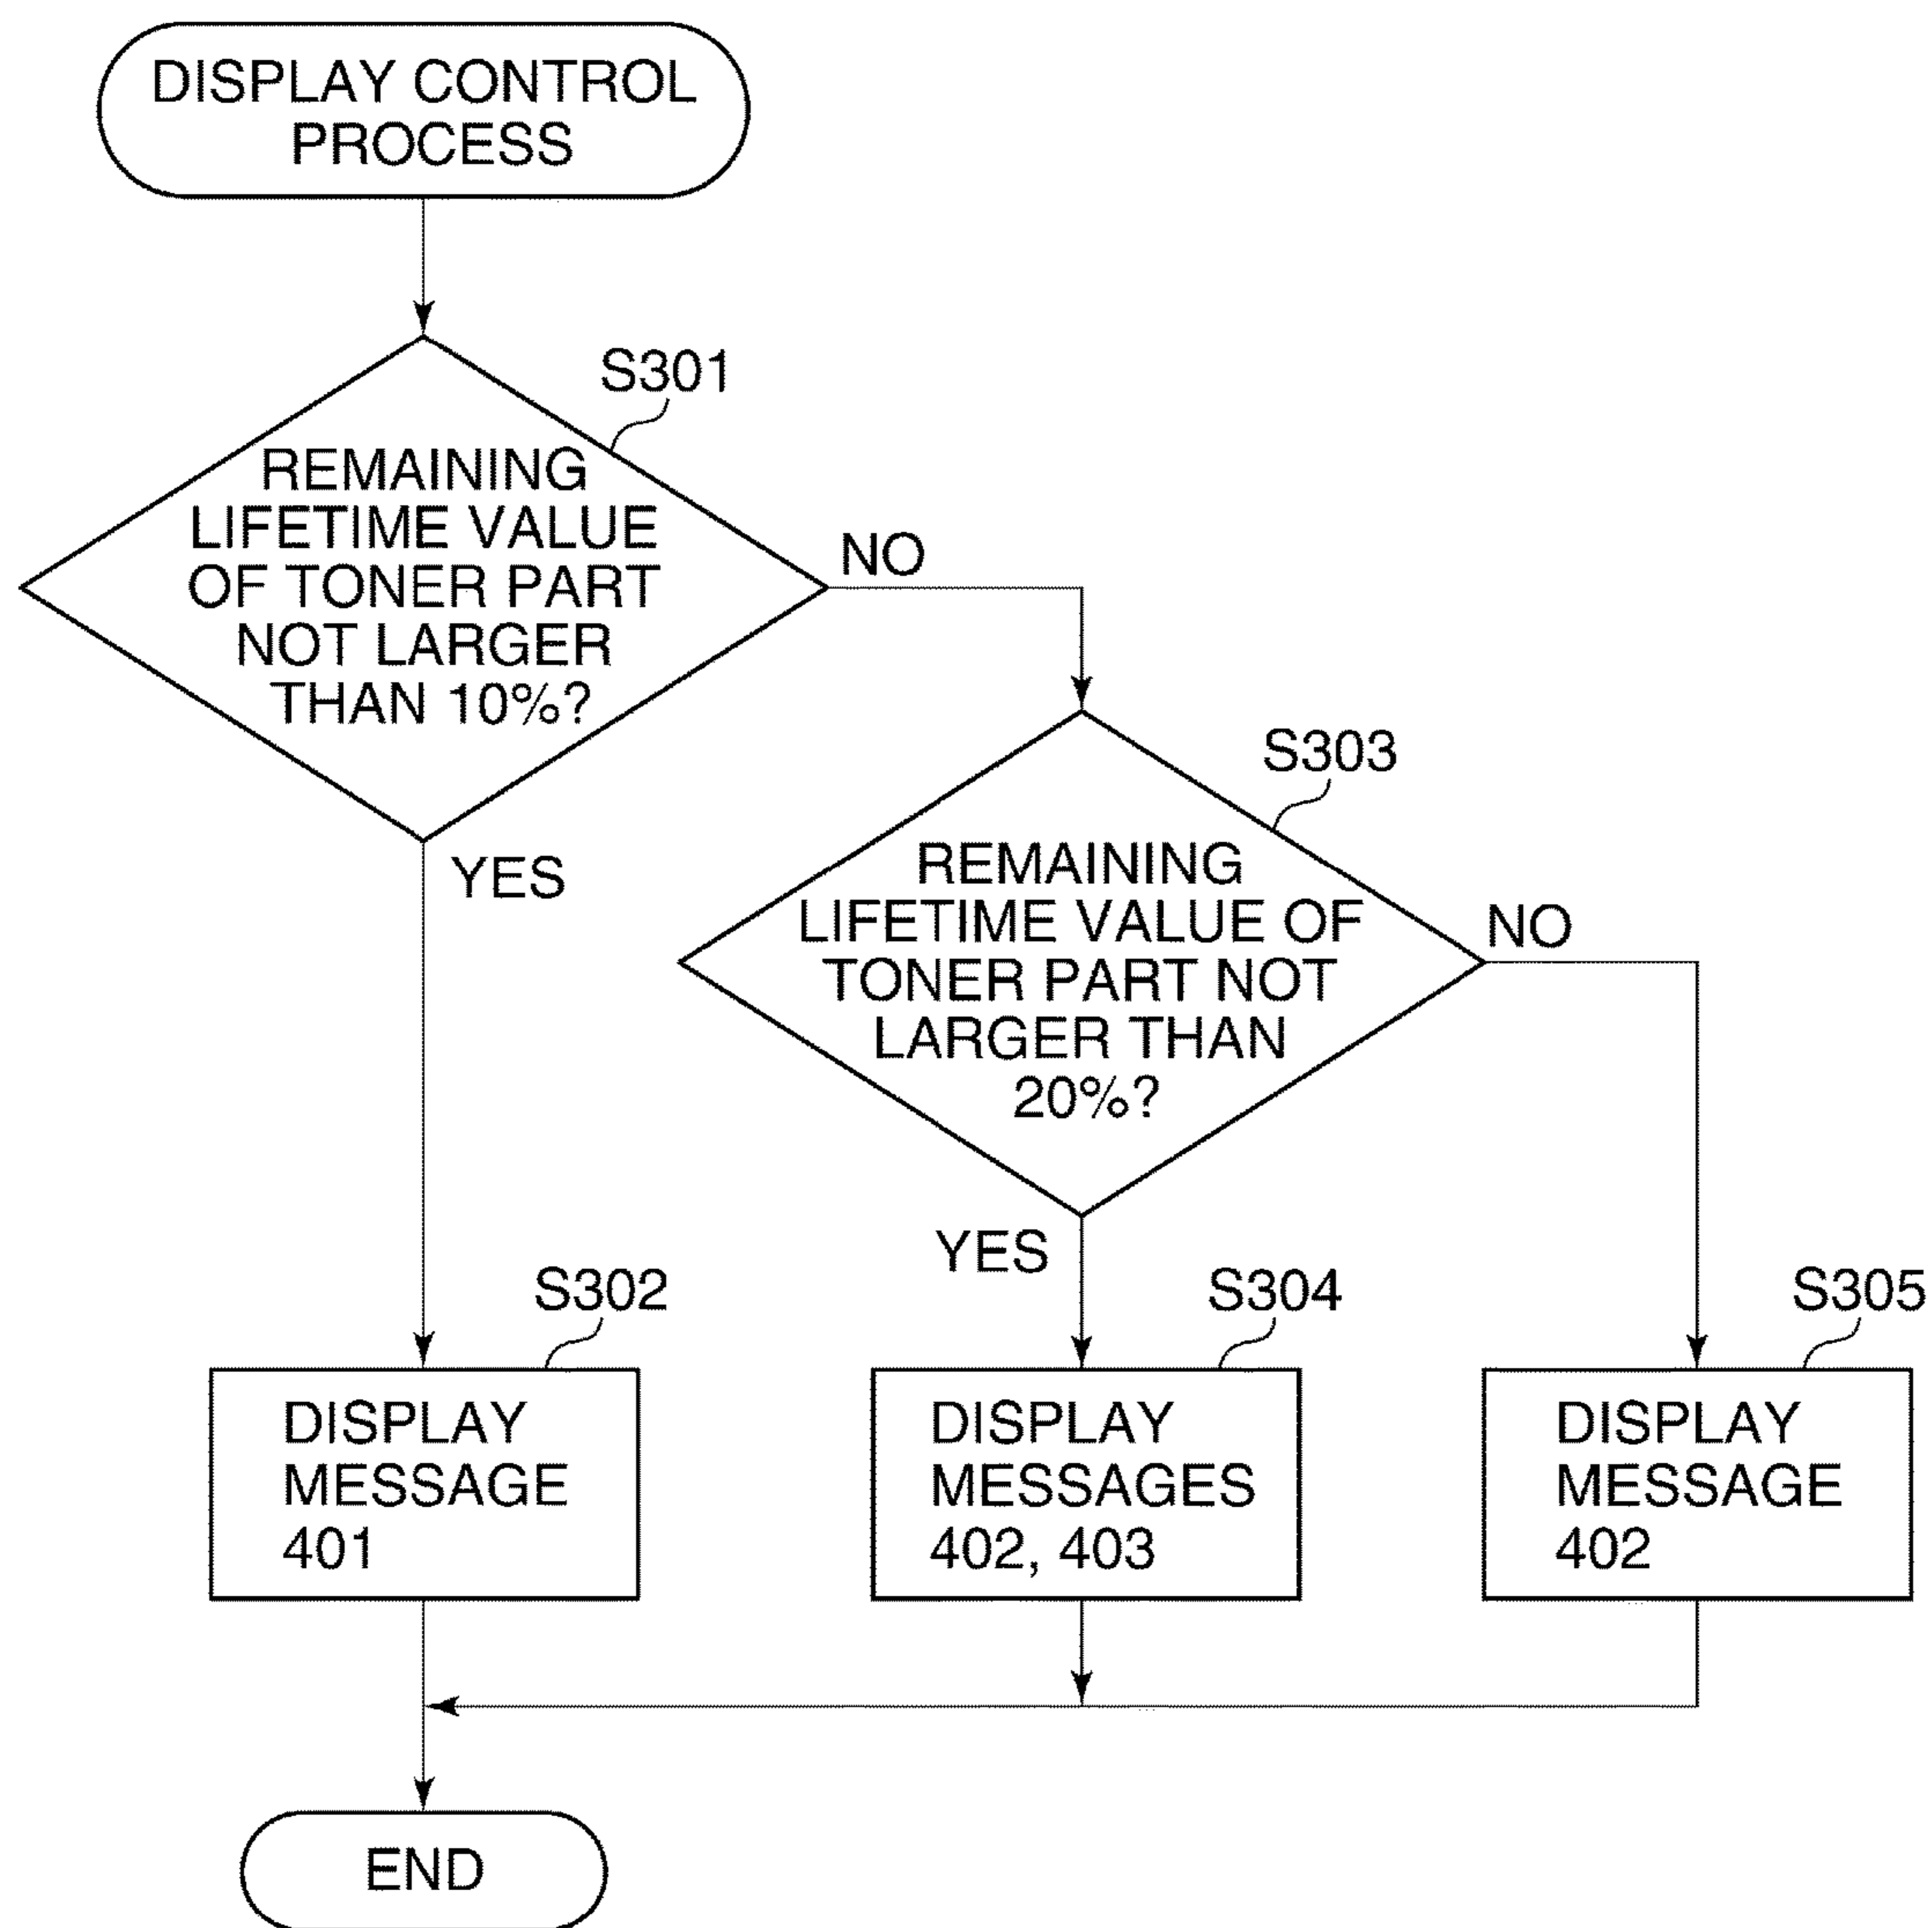 DISPLAY CONTROL
PROCESS
S301
REMAINING
LIFETIME VALUE
OF TONER PART
NOT LARGER
THAN 10%?
NO
YES
S303
REMAINING
LIFETIME VALUE OF
TONER PART NOT
LARGER THAN
20%?
NO
YES
S302
DISPLAY
MESSAGE
401
S304
DISPLAY
MESSAGES
402, 403
S305
DISPLAY
MESSAGE
402
END